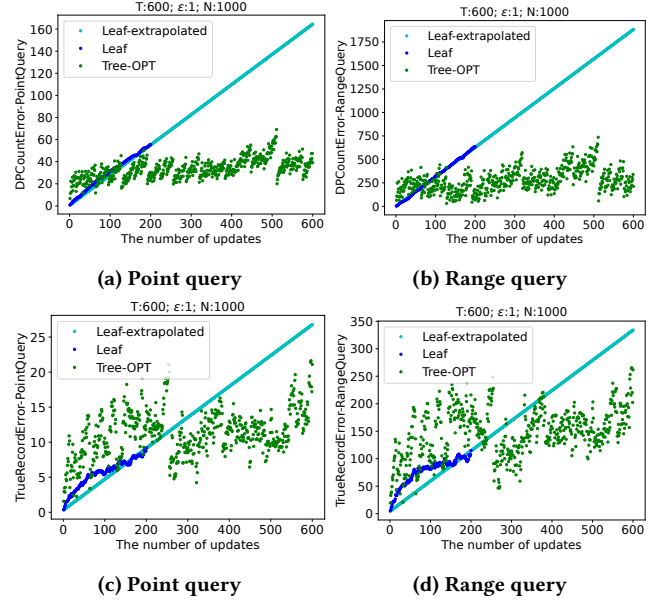 T:600; ε:1; N:1000
DPCountError-PointQuery
160
140
120
100
80
60
40
20
0
Leaf-extrapolated
Leaf
Tree-OPT
0 100 200 300 400 500 600
The number of updates
(a) Point query
T:600; ε:1; N:1000
DPCountError-RangeQuery
1750
1500
1250
1000
750
500
250
0
Leaf-extrapolated
Leaf
Tree-OPT
0 100 200 300 400 500 600
The number of updates
(b) Range query
T:600; ε:1; N:1000
TrueRecordError-PointQuery
25
20
15
10
5
0
Leaf-extrapolated
Leaf
Tree-OPT
0 100 200 300 400 500 600
The number of updates
(c) Point query
T:600; ε:1; N:1000
TrueRecordError-RangeQuery
350
300
250
200
150
100
50
0
Leaf-extrapolated
Leaf
Tree-OPT
0 100 200 300 400 500 600
The number of updates
(d) Range query